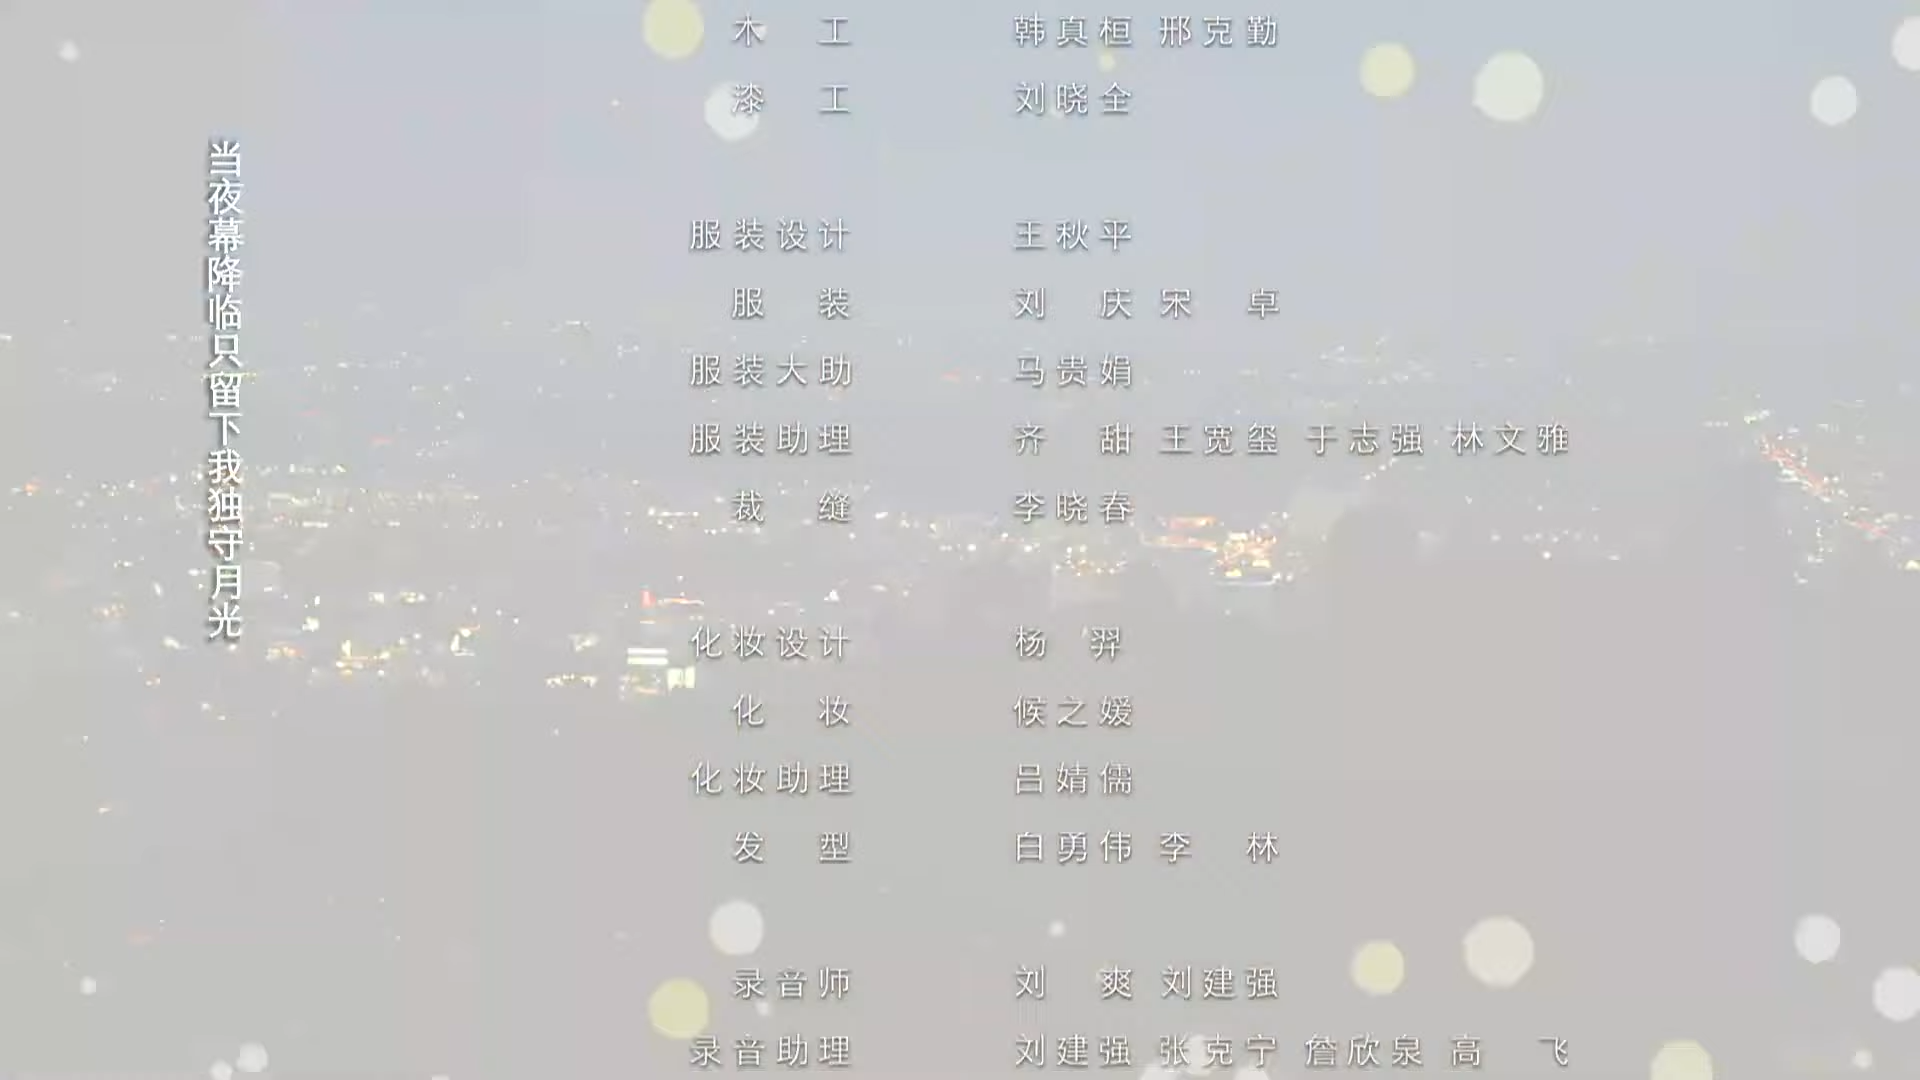 当夜幕降临只留下我独守月光
木 工 韩真桓 邢克勤
漆 工 刘晓全
服装设计 王秋平
服 装 刘 庆 宋 卓
服装大助 马贵娟
服装助理 齐 甜 王宽玺 于志强 林文雅
裁 缝 李晓春
化妆设计 杨 羿
化 妆 候之媛
化妆助理 吕婧儒
发 型 白勇伟 李 林
录音师 刘 爽 刘建强
录音助理 刘建强 张克宁 詹欣泉 高 飞